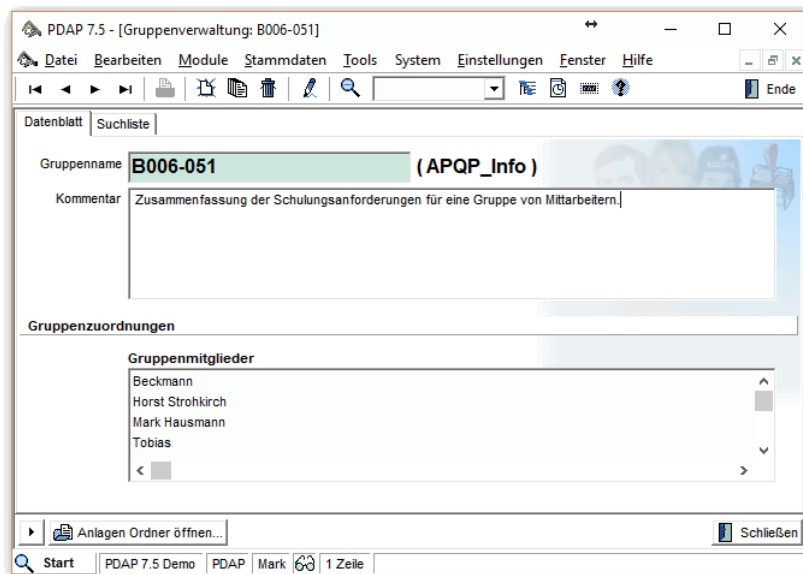 PDAP 7.5 - [Gruppenverwaltung: B006-051]
Datei Bearbeiten Module Stammdaten Tools System Einstellungen Fenster Hilfe
Ende
Datenblatt Suchliste
Gruppenname B006-051 ( APQP_Info )
Kommentar Zusammenfassung der Schulungsanforderungen für eine Gruppe von Mittarbeitern.
Gruppenzuordnungen
Gruppenmitglieder
Beckmann
Horst Strohkirch
Mark Hausmann
Tobias
Anlagen Ordner öffnen... Schließen
Start PDAP 7.5 Demo PDAP Mark 1 Zeile